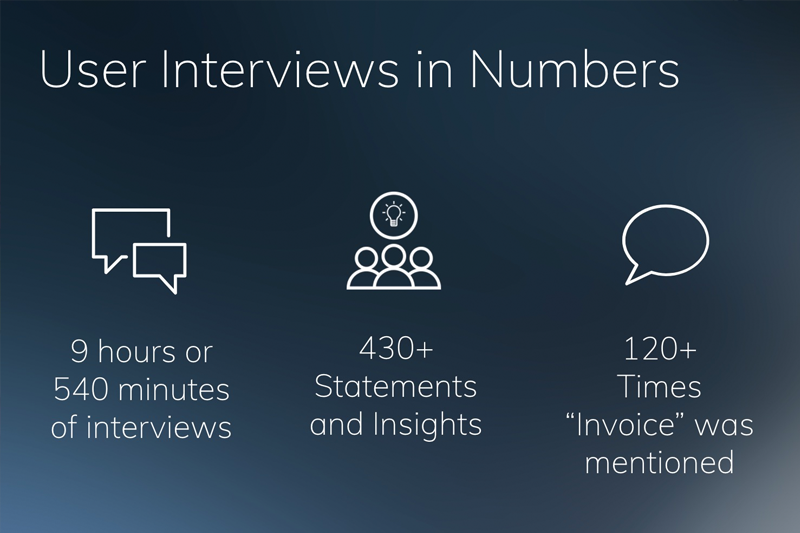 User Interviews in Numbers
9 hours or
540 minutes
of interviews
430+
Statements
and Insights
120+
Times
“Invoice” was
mentioned